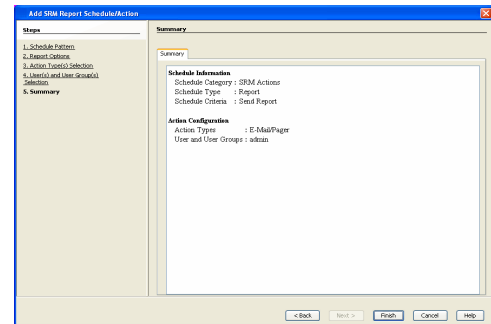 Add SRM Report Schedule/Action
Steps
1. Schedule Pattern
2. Report Options
3. Action Type(s) Selection
4. User(s) and User Group(s)
Selection
5. Summary
Summary
Summary
Schedule Information
Schedule Category : SRM Actions
Schedule Type : Report
Schedule Criteria : Send Report
Action Configuration
Action Types : E-Mail/Pager
User and User Groups : admin
< Back
Next >
Finish
Cancel
Help